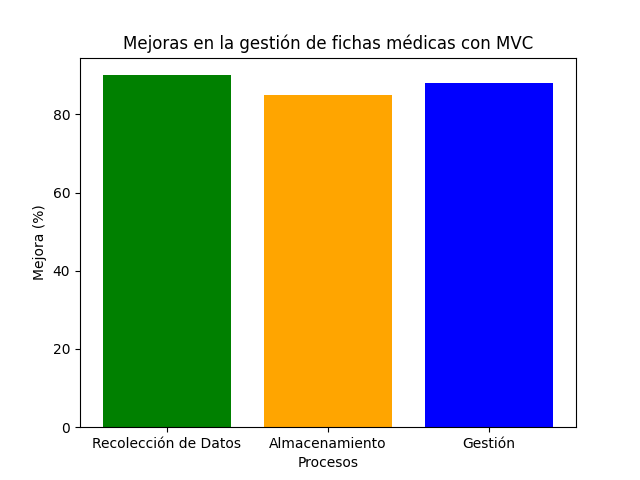 Mejoras en la gestión de fichas médicas con MVC
80
60
40
20
0
Mejora (%)
Recolección de Datos
Almacenamiento
Gestión
Procesos